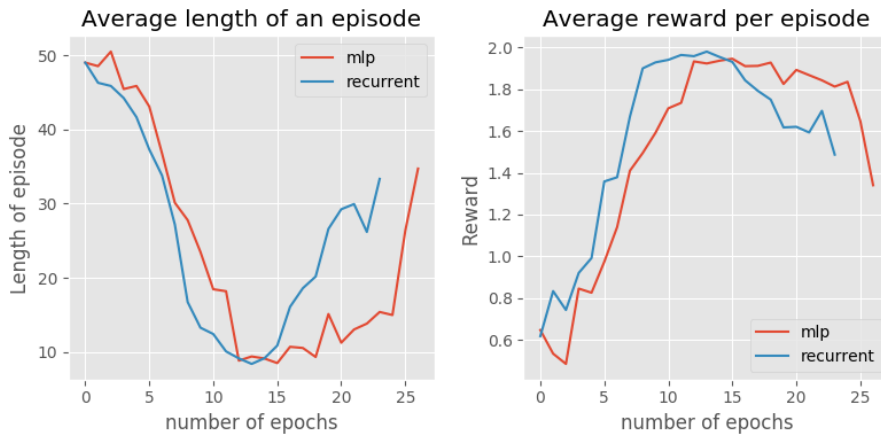 Average length of an episode
50
40
30
20
10
Length of episode
mlp
recurrent
0 5 10 15 20 25
number of epochs
Average reward per episode
2.0
1.8
1.6
1.4
1.2
1.0
0.8
0.6
Reward
mlp
recurrent
0 5 10 15 20 25
number of epochs